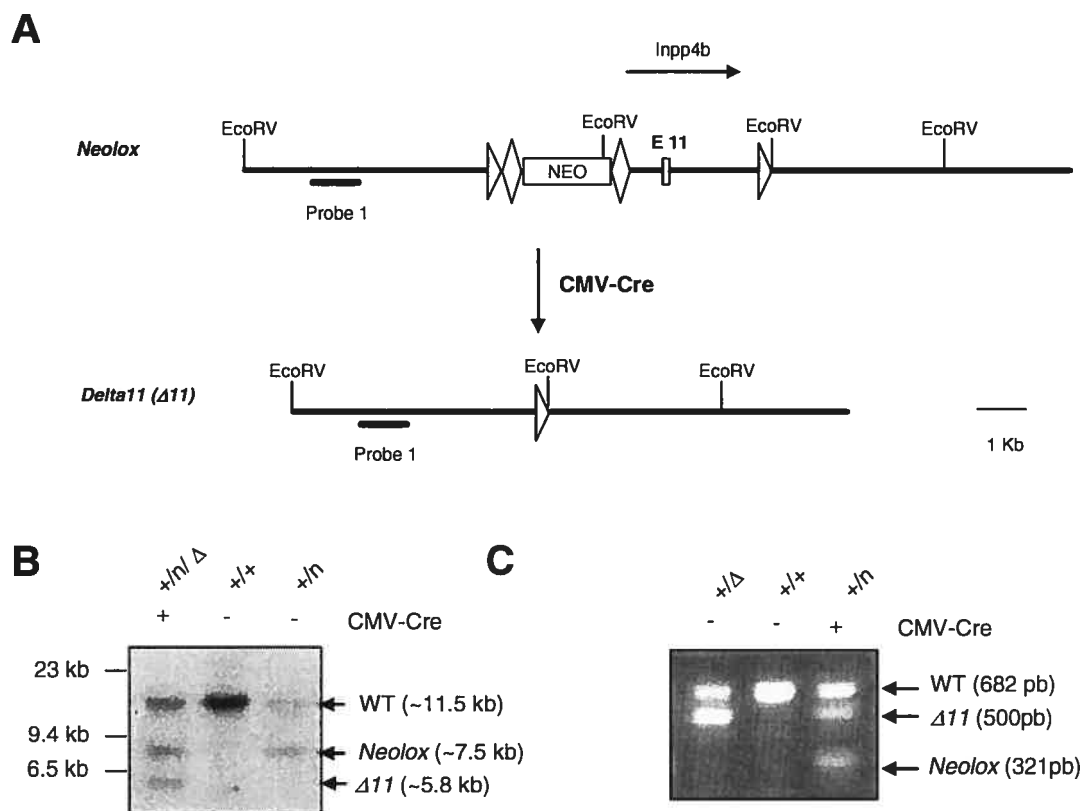 A
Inpp4b
Neolox
EcoRV
EcoRV
E 11
EcoRV
EcoRV
NEO
Probe 1
CMV-Cre
Delta11 (Δ11)
EcoRV
EcoRV
EcoRV
Probe 1
1 Kb
B
+/n/ Δ
+/+
+/n
+
-
-
CMV-Cre
23 kb
9.4 kb
6.5 kb
WT (~11.5 kb)
Neolox (~7.5 kb)
Δ11 (~5.8 kb)
C
+/Δ
+/+
+/n
-
-
+
CMV-Cre
WT (682 pb)
Δ11 (500pb)
Neolox (321pb)